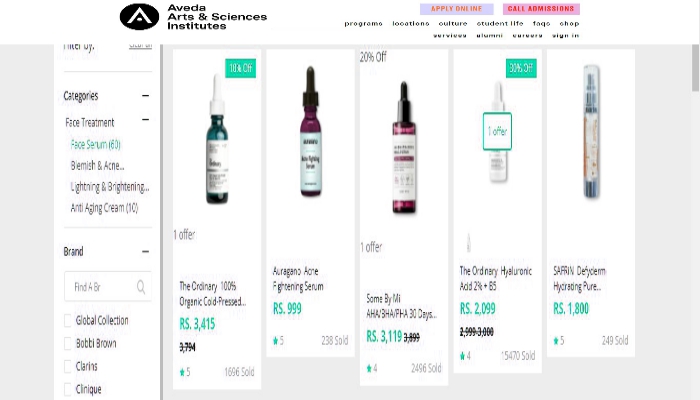 Aveda
Arts & Sciences
Institutes
APPLY ONLINE
CALL ADMISSIONS
programs locations culture student life faqs shop
services alumni careers sign in
Filter by:
Categories
Face Treatment
Face Serum (60)
Blemish & Acne...
Lightning & Brightening...
Anti Aging Cream (10)
Brand
Find A Br
Global Collection
Bobbi Brown
Clarins
Clinique
1 offer
The Ordinary 100%
Organic Cold-Pressed...
RS. 3,415
3,794
5
1696 Sold
Auragano Acne
Fightening Serum
RS. 999
5
238 Sold
20% Off
1 offer
Some By Mi
AHA/BHA/PHA 30 Days...
RS. 3,119 3,899
4
2496 Sold
30% Off
1 offer
The Ordinary Hyaluronic
Acid 2% + B5
RS. 2,099
2,999-3,000
4
15470 Sold
SAFRIN Defyderm
Hydrating Pure...
RS. 1,800
5
249 Sold